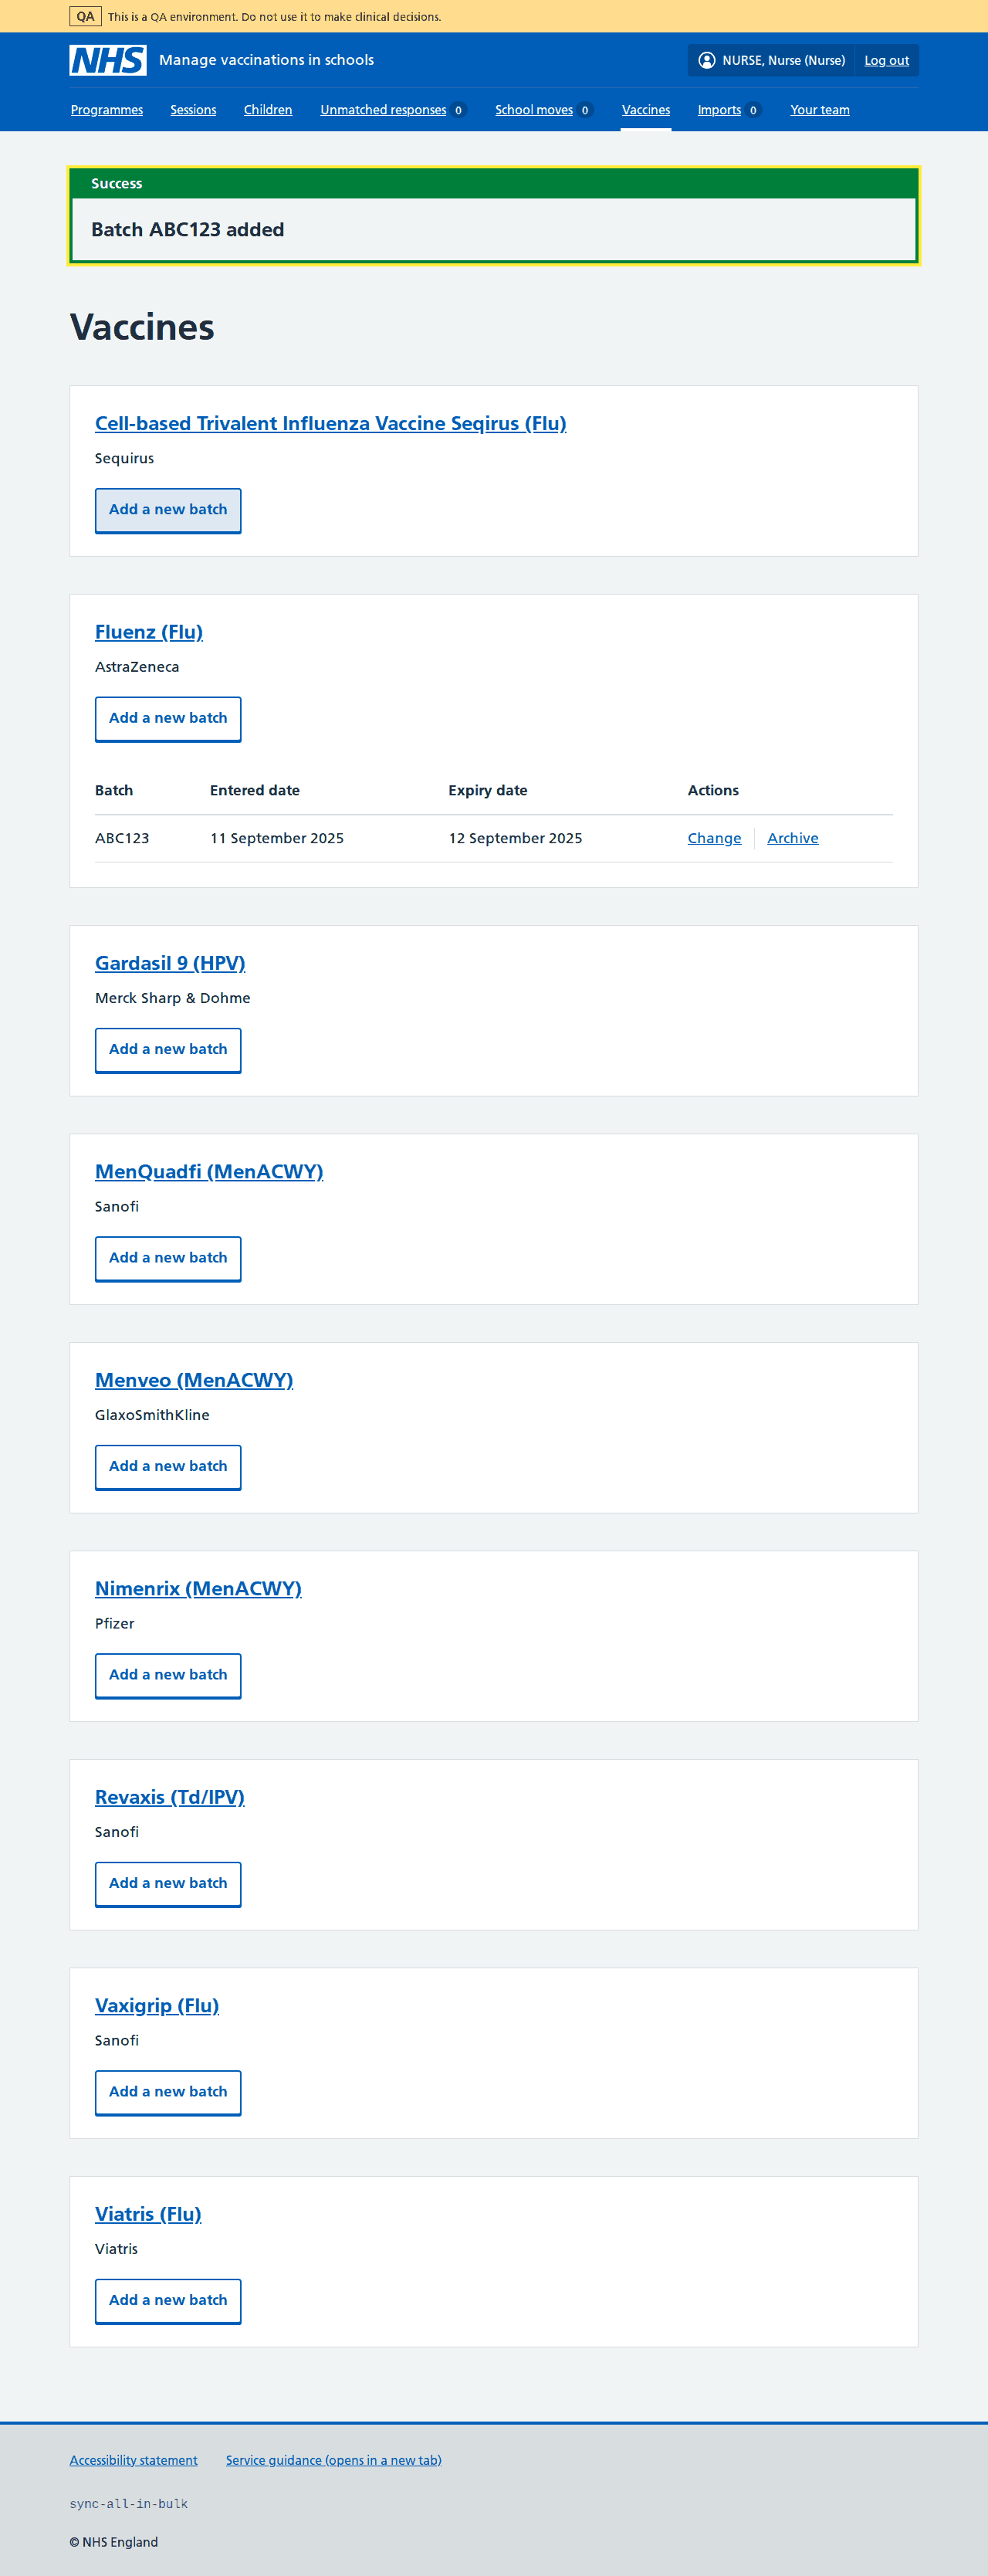 QA This is a QA environment. Do not use it to make clinical decisions.
NHS Manage vaccinations in schools NURSE, Nurse (Nurse) Log out
Programmes Sessions Children Unmatched responses 0 School moves 0 Vaccines Imports 0 Your team
Success
Batch ABC123 added
Vaccines
Cell-based Trivalent Influenza Vaccine Seqirus (Flu)
Sequirus
Add a new batch
Fluenz (Flu)
AstraZeneca
Add a new batch
Batch Entered date Expiry date Actions
ABC123 11 September 2025 12 September 2025 Change Archive
Gardasil 9 (HPV)
Merck Sharp & Dohme
Add a new batch
MenQuadfi (MenACWY)
Sanofi
Add a new batch
Menveo (MenACWY)
GlaxoSmithKline
Add a new batch
Nimenrix (MenACWY)
Pfizer
Add a new batch
Revaxis (Td/IPV)
Sanofi
Add a new batch
Vaxigrip (Flu)
Sanofi
Add a new batch
Viatris (Flu)
Viatris
Add a new batch
Accessibility statement Service guidance (opens in a new tab)
sync-all-in-bulk
© NHS England